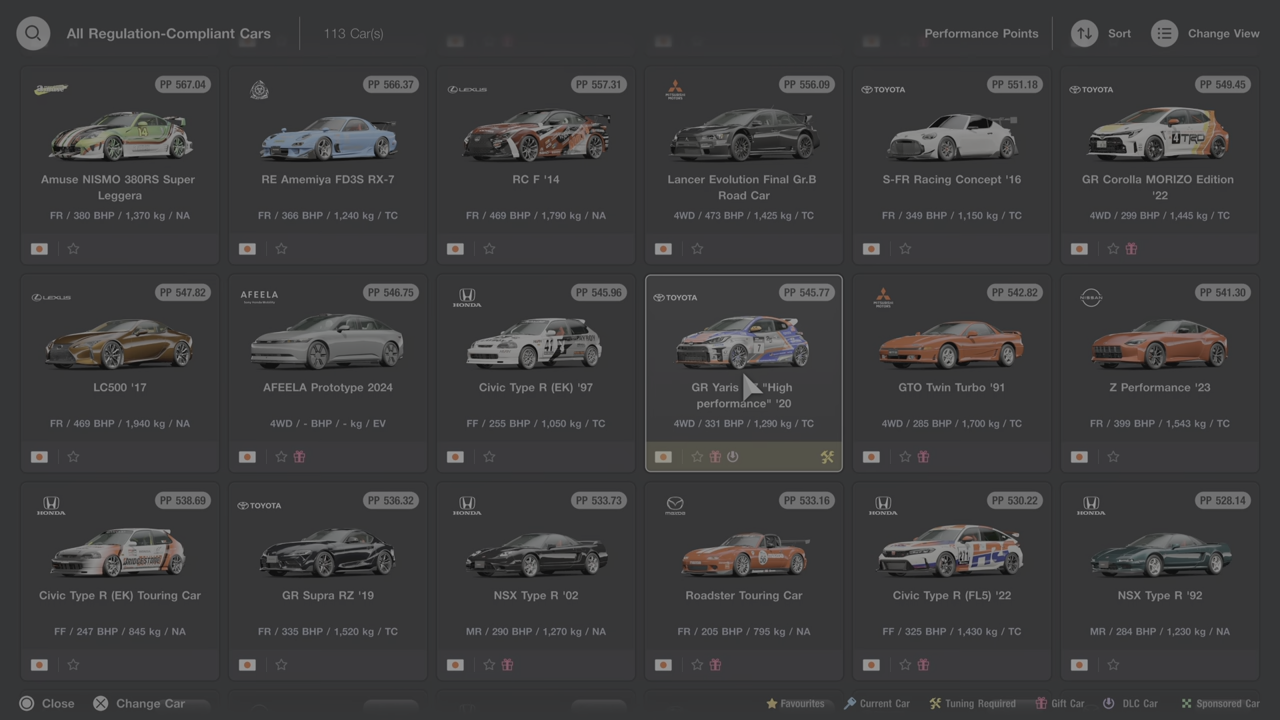 All Regulation-Compliant Cars
113 Car(s)
Performance Points
Sort
Change View
PP 567.04
Amuse NISMO 380RS Super
Leggera
FR / 380 BHP / 1,370 kg / NA
PP 566.37
RE Amemiya FD3S RX-7
FR / 366 BHP / 1,240 kg / TC
LEXUS
PP 557.31
RC F '14
FR / 469 BHP / 1,790 kg / NA
MITSUBISHI
MOTORS
PP 556.09
Lancer Evolution Final Gr.B
Road Car
4WD / 473 BHP / 1,425 kg / TC
TOYOTA
PP 551.18
S-FR Racing Concept '16
FR / 349 BHP / 1,150 kg / TC
TOYOTA
PP 549.45
GR Corolla MORIZO Edition
'22
4WD / 299 BHP / 1,445 kg / TC
LEXUS
PP 547.82
LC500 '17
FR / 469 BHP / 1,940 kg / NA
AFEELA
PP 546.75
AFEELA Prototype 2024
4WD / - BHP / - kg / EV
HONDA
PP 545.96
Civic Type R (EK) '97
FF / 255 BHP / 1,050 kg / TC
TOYOTA
PP 545.77
GR Yaris "High
performance" '20
4WD / 331 BHP / 1,290 kg / TC
MITSUBISHI
MOTORS
PP 542.82
GTO Twin Turbo '91
4WD / 285 BHP / 1,700 kg / TC
NISSAN
PP 541.30
Z Performance '23
FR / 399 BHP / 1,543 kg / TC
HONDA
PP 538.69
Civic Type R (EK) Touring Car
FF / 247 BHP / 845 kg / NA
TOYOTA
PP 536.32
GR Supra RZ '19
FR / 335 BHP / 1,520 kg / TC
HONDA
PP 533.73
NSX Type R '02
MR / 290 BHP / 1,270 kg / NA
mazda
PP 533.16
Roadster Touring Car
FR / 205 BHP / 795 kg / NA
HONDA
PP 530.22
Civic Type R (FL5) '22
FF / 325 BHP / 1,430 kg / TC
HONDA
PP 528.14
NSX Type R '92
MR / 284 BHP / 1,230 kg / NA
Close
Change Car
Favourites
Current Car
Tuning Required
Gift Car
DLC Car
Sponsored Car